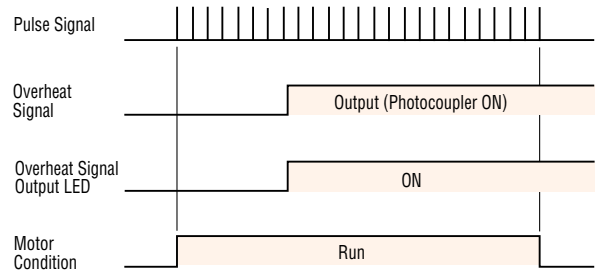 Pulse Signal
Overheat
Signal
Output (Photocoupler ON)
Overheat Signal
Output LED
ON
Motor
Condition
Run